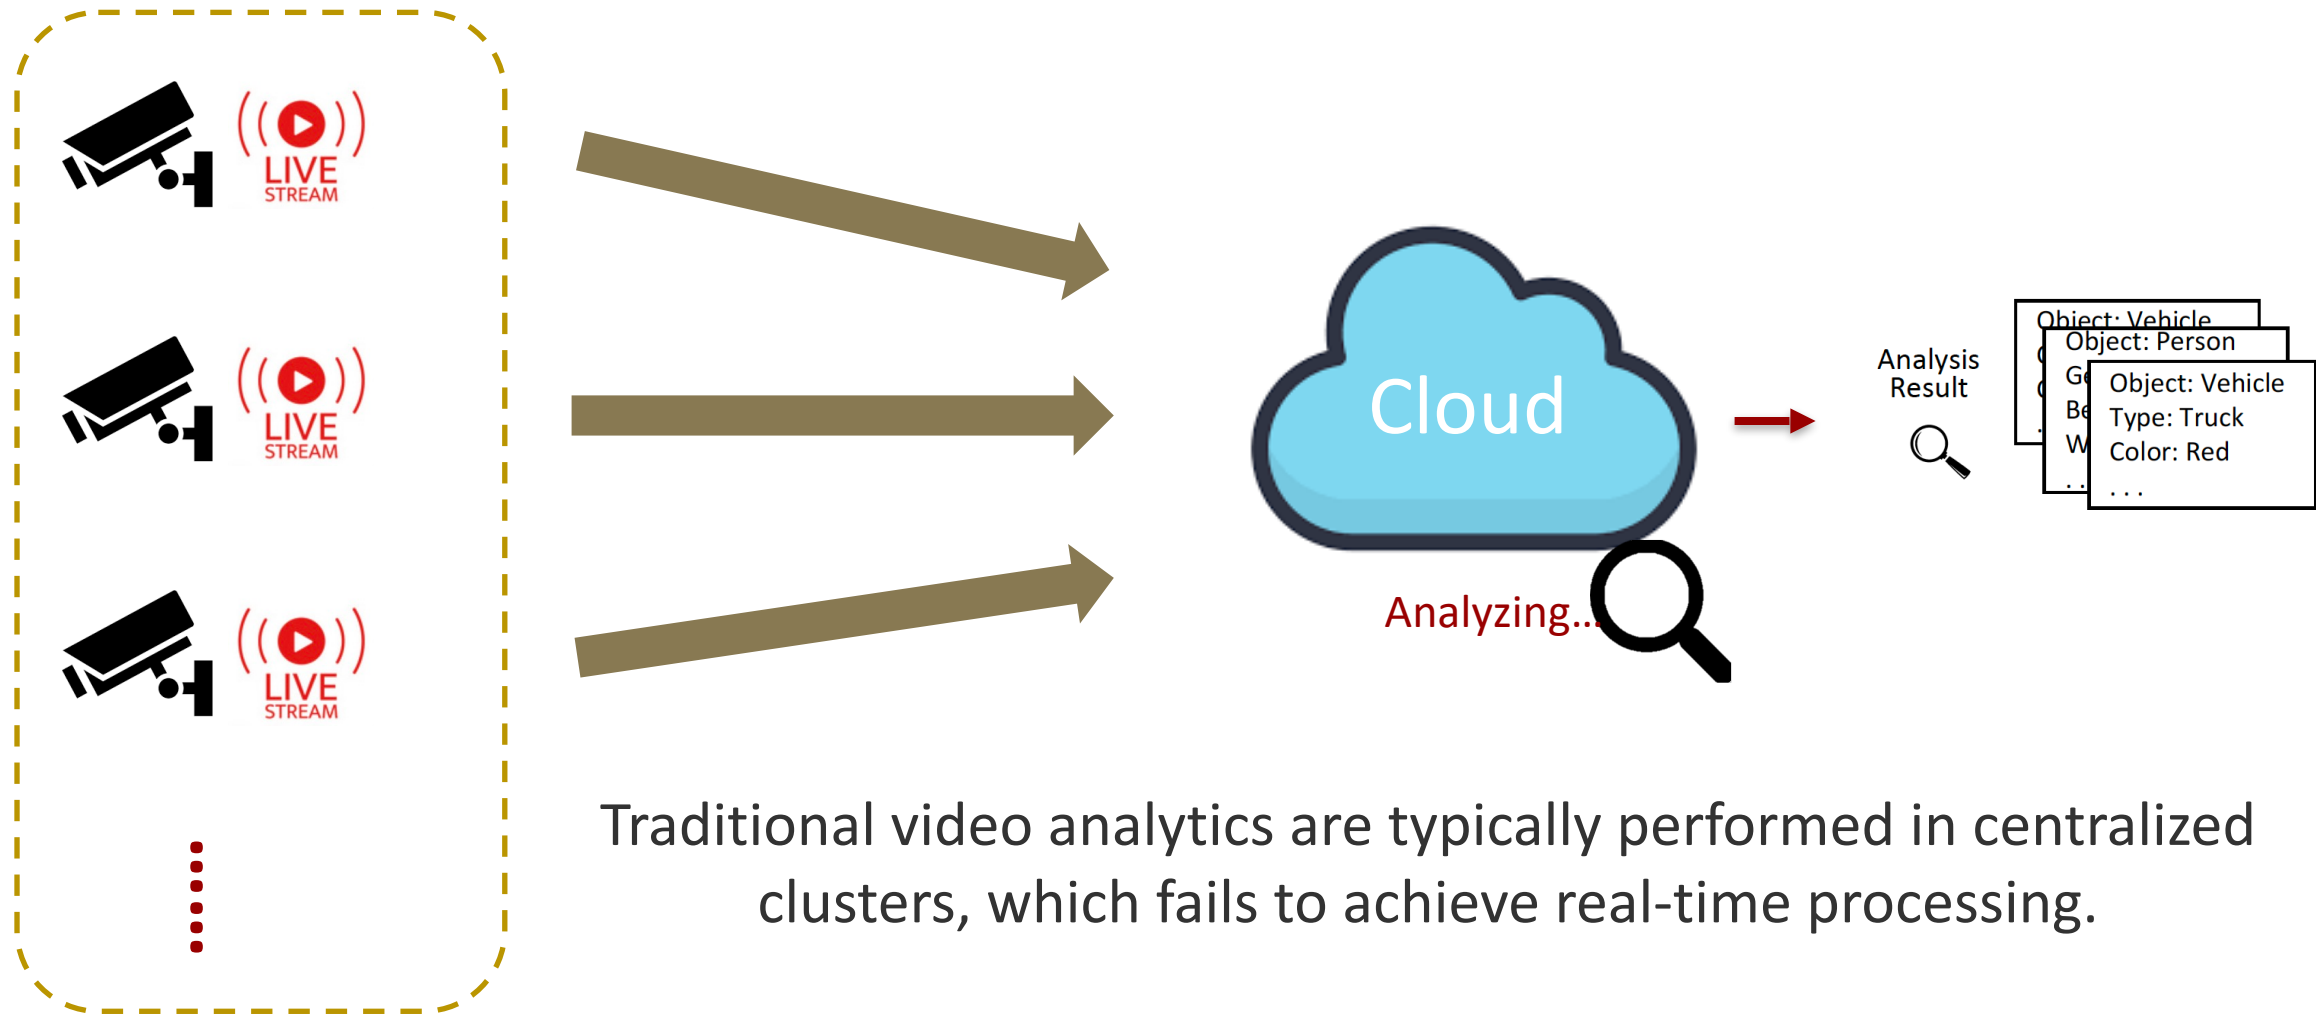 LIVE
STREAM
LIVE
STREAM
LIVE
STREAM
Cloud
Analyzing...
Analysis
Result
Object: Vehicle
Object: Person
Object: Vehicle
Type: Truck
Color: Red
. . .
Traditional video analytics are typically performed in centralized
clusters, which fails to achieve real-time processing.